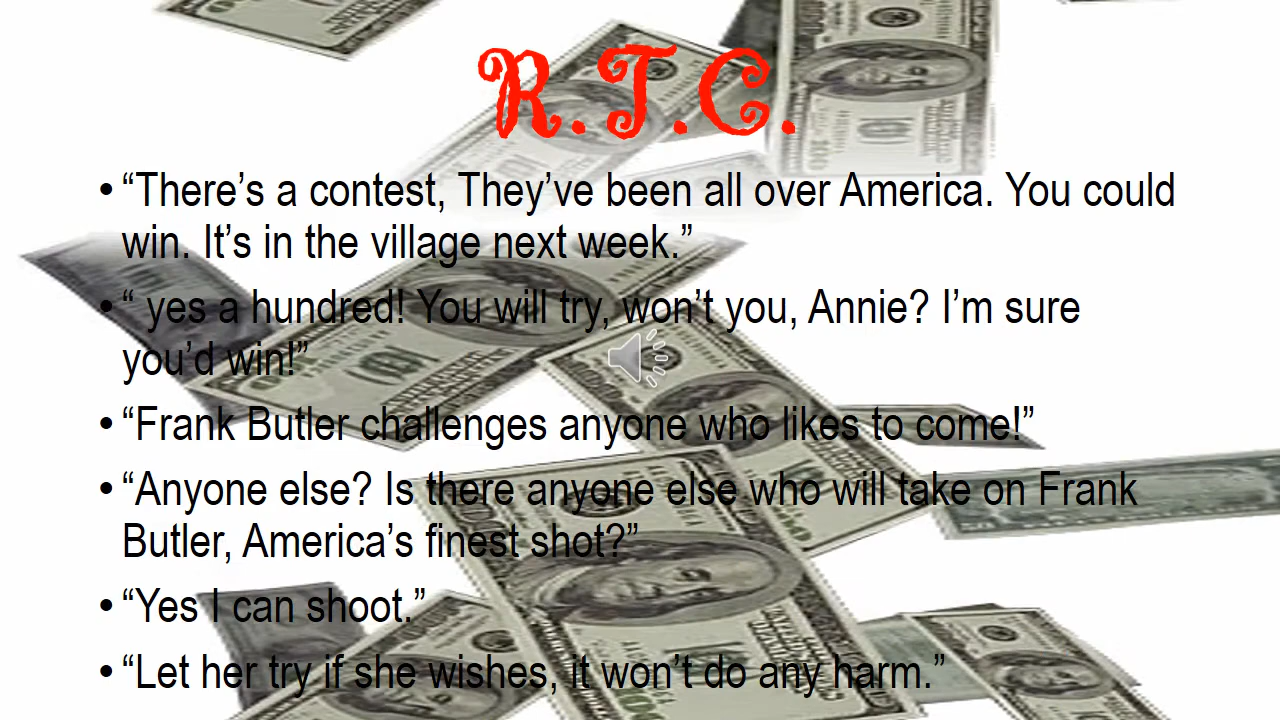 R.T.C.
• “There’s a contest, They’ve been all over America. You could
win. It’s in the village next week.”
• “ yes a hundred! You will try, won’t you, Annie? I’m sure
you’d win!”
• “Frank Butler challenges anyone who likes to come!”
• “Anyone else? Is there anyone else who will take on Frank
Butler, America’s finest shot?”
• “Yes I can shoot.”
• “Let her try if she wishes, it won’t do any harm.”